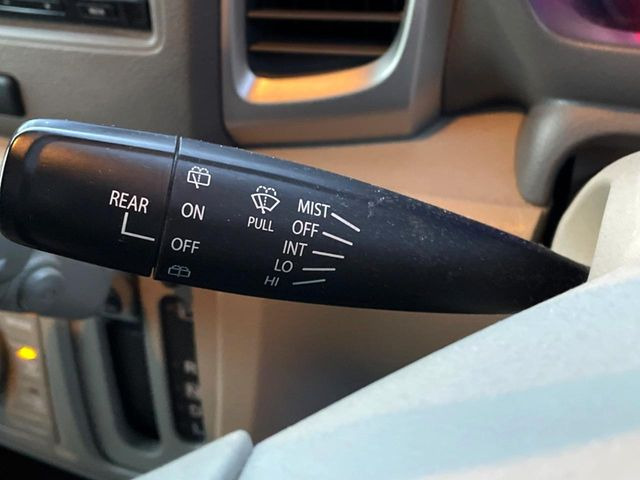 REAR
ON
OFF
PULL
MIST
OFF
INT
LO
HI